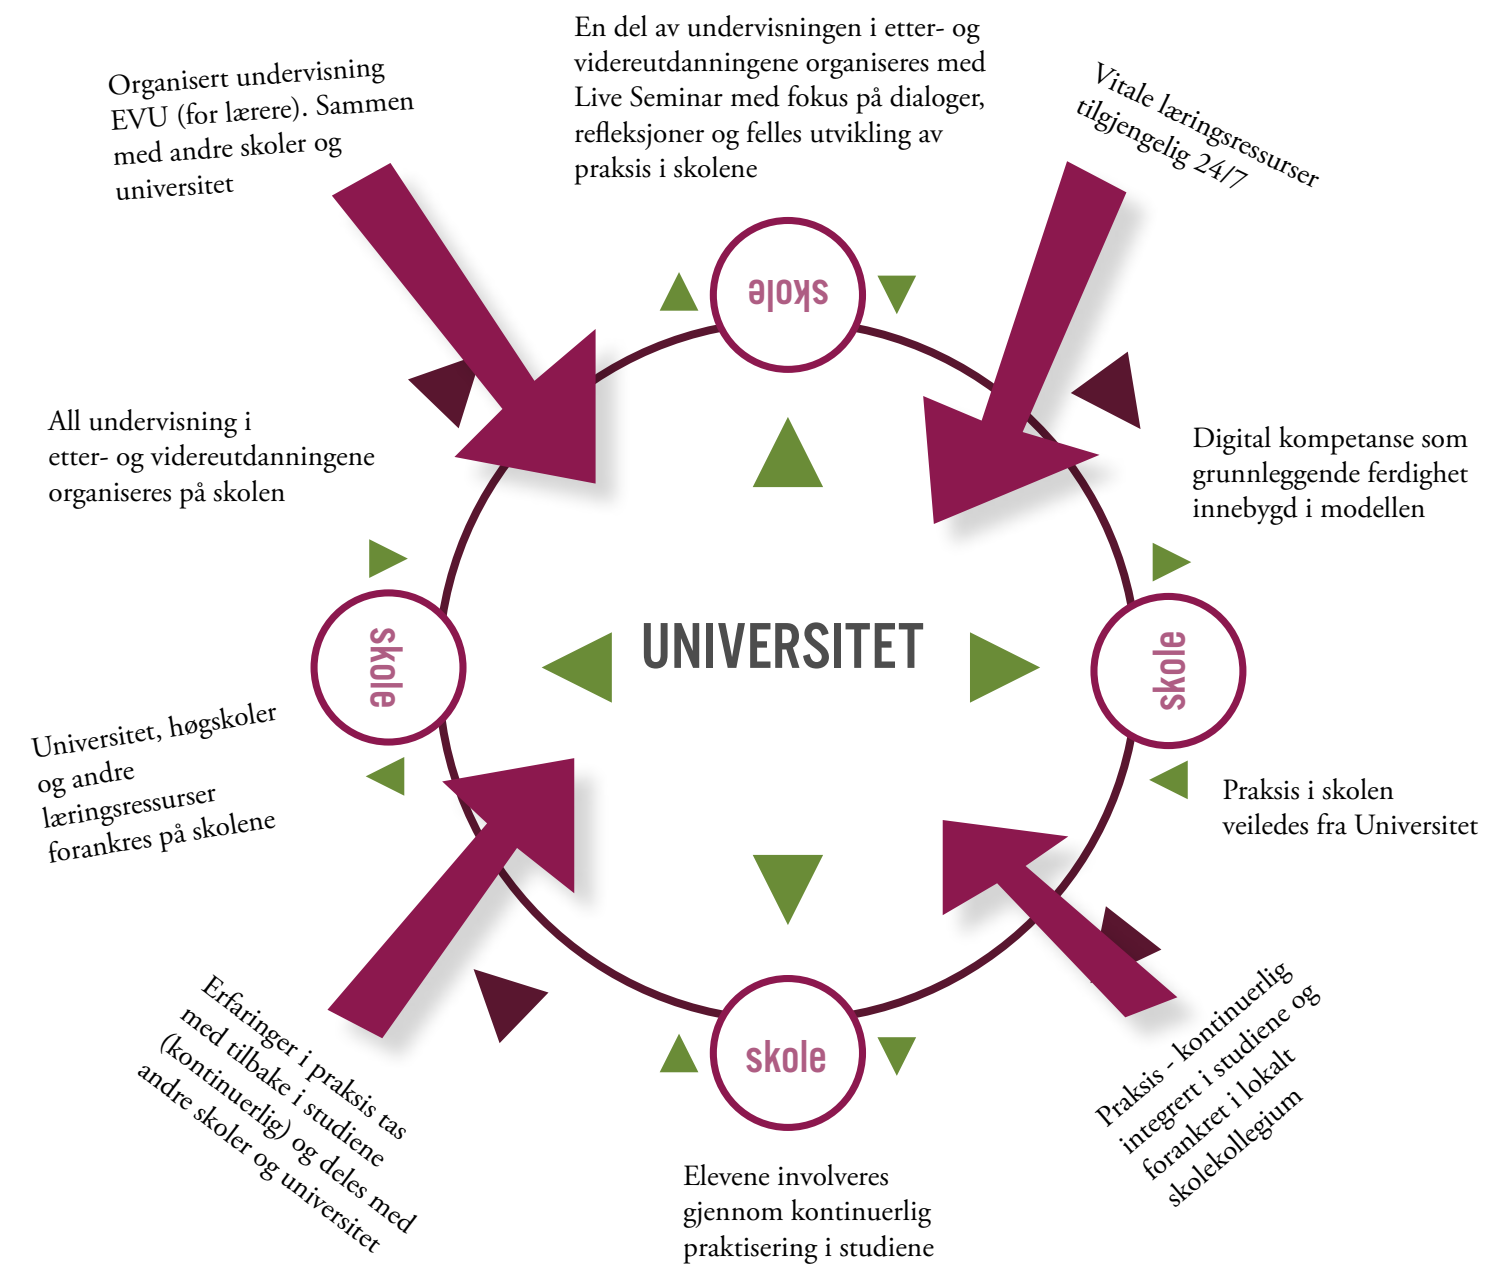 En del av undervisningen i etter- og
videreutdanningene organiseres med
Live Seminar med fokus på dialoger,
refleksjoner og felles utvikling av
praksis i skolene
Organisert undervisning
EVU (for lærere). Sammen
med andre skoler og
universitet
Vitale læringsressurser
tilgjengelig 24/7
skole
All undervisning i
etter- og videreutdanningene
organiseres på skolen
Digital kompetanse som
grunnleggende ferdighet
innebygd i modellen
skole
UNIVERSITET
skole
Universitet, høgskoler
og andre
læringsressurser
forankres på skolene
Praksis i skolen
veiledes fra Universitet
Erfaringer i praksis tas
med tilbake i studiene
(kontinuerlig) og deles med
andre skoler og universitet
skole
Praksis - kontinuerlig
integrert i studiene og
forankret i lokalt
skolekollegium
Elevene involveres
gjennom kontinuerlig
praktisering i studiene